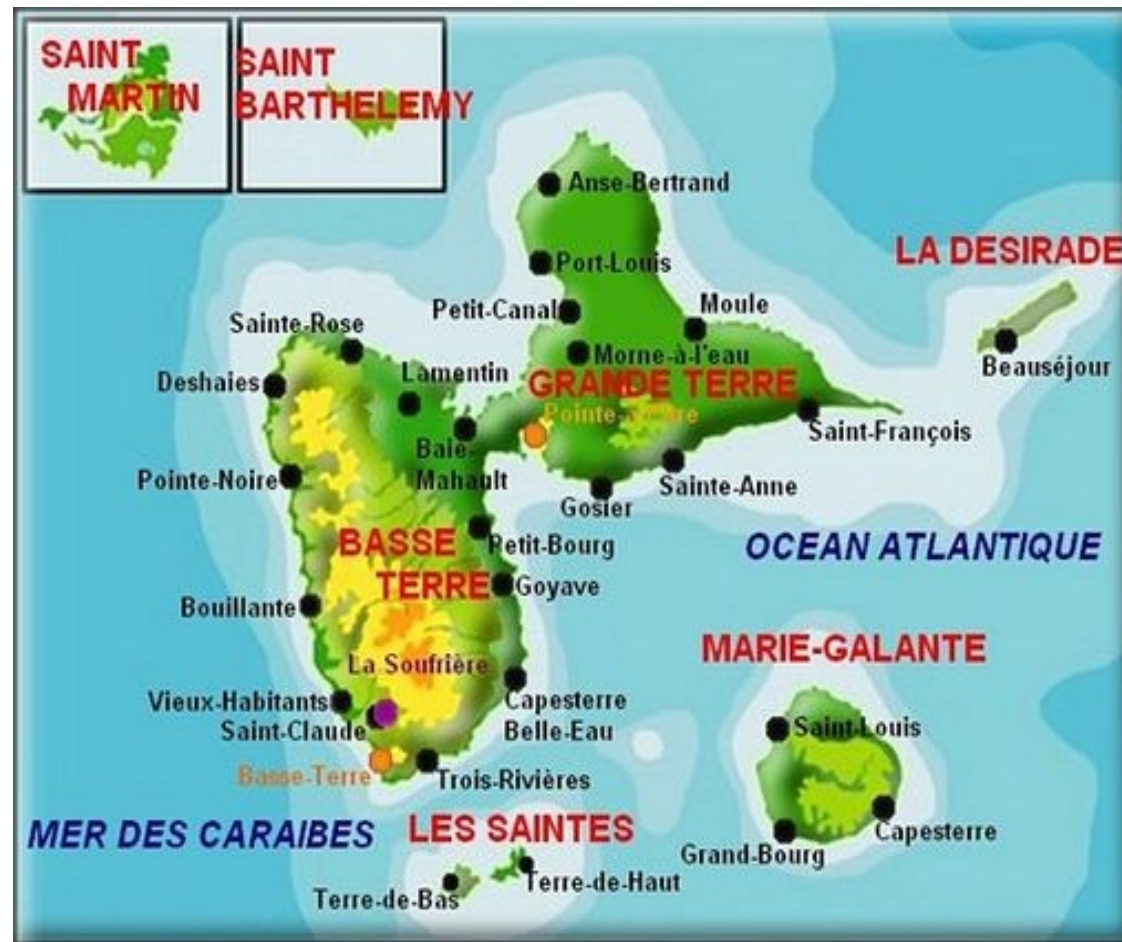 SAINT
MARTIN
SAINT
BARTHELEMY
Anse-Bertrand
LA DESIRADE
Port-Louis
Petit-Canal
Moule
Sainte-Rose
Morne-à-l'eau
Beauséjour
Deshaies
Lamentin
GRANDE TERRE
Pointe-à-Pitre
Saint-François
Baie-
Mahault
Pointe-Noire
Sainte-Anne
Gosier
BASSE
TERRE
Petit-Bourg
OCEAN ATLANTIQUE
Goyave
Bouillante
MARIE-GALANTE
La Soufrière
Vieux-Habitants
Capesterre
Belle-Eau
Saint-Claude
Saint-Louis
Basse-Terre
Trois-Rivières
MER DES CARAIBES
LES SAINTES
Capesterre
Grand-Bourg
Terre-de-Haut
Terre-de-Bas